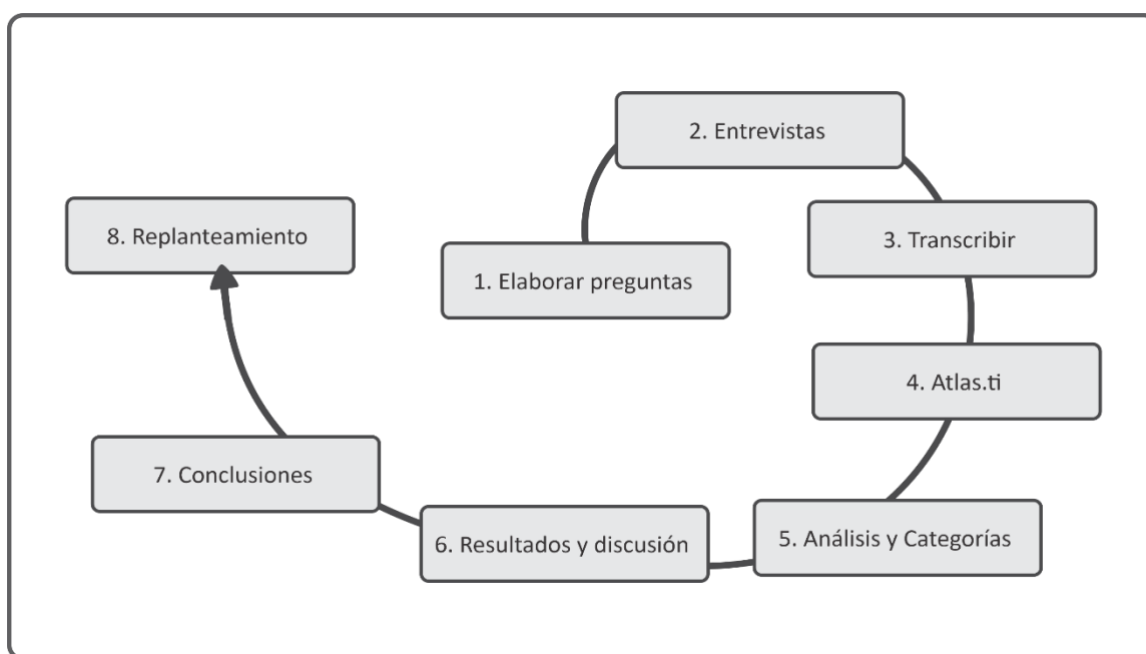 1. Elaborar preguntas
2. Entrevistas
3. Transcribir
4. Atlas.ti
5. Análisis y Categorías
6. Resultados y discusión
7. Conclusiones
8. Replanteamiento